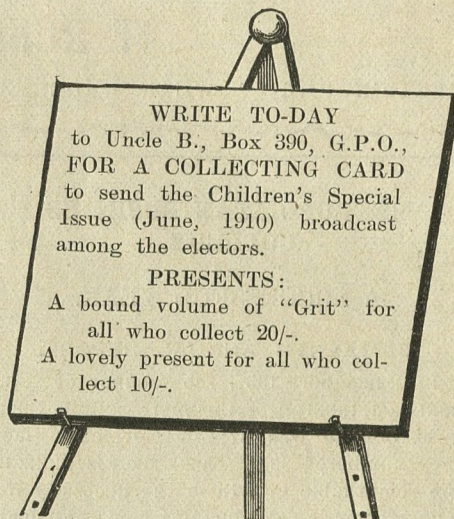 WRITE TO-DAY
to Uncle B., Box 390, G.P.O.,
FOR A COLLECTING CARD
to send the Children's Special
Issue (June, 1910) broadcast
among the electors.
PRESENTS:
A bound volume of "Grit" for
all who collect 20/-.
A lovely present for all who col-
lect 10/-.